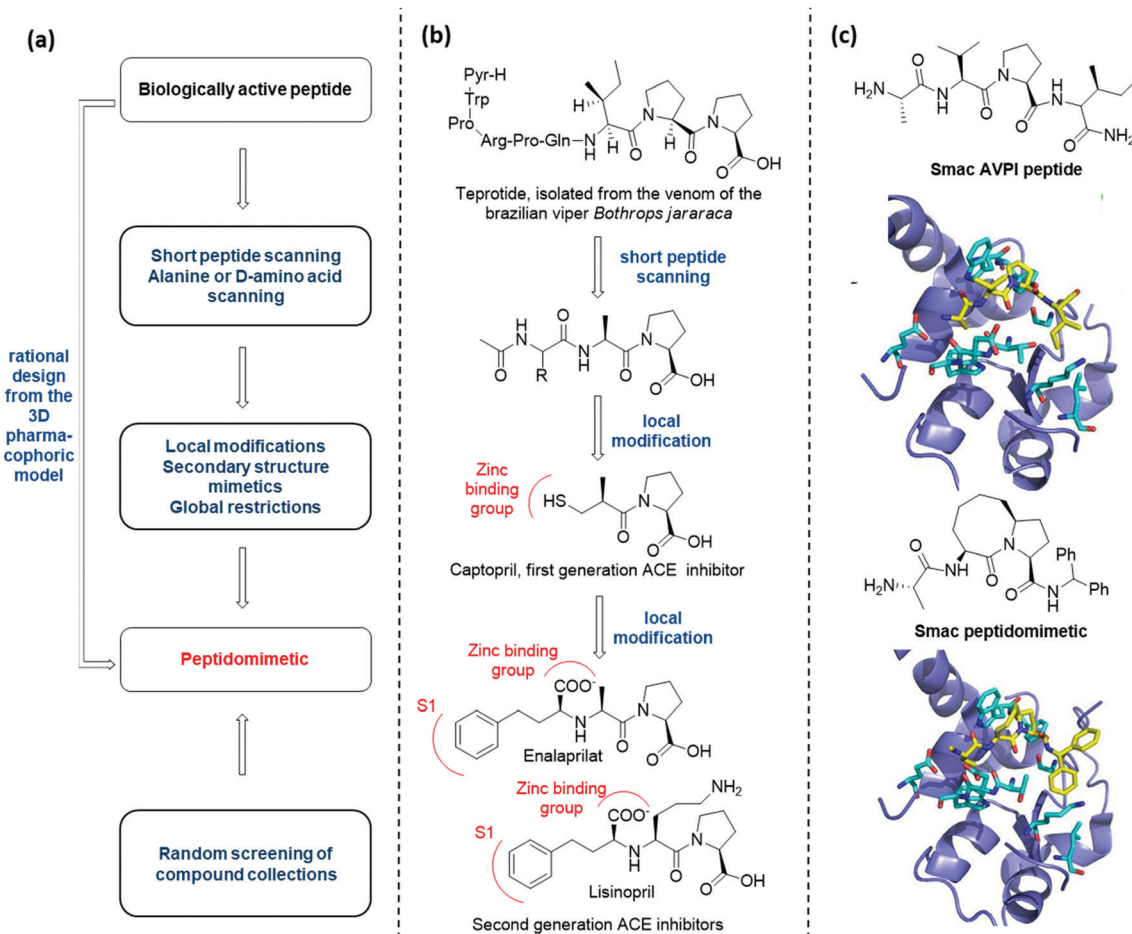 (a)
Biologically active peptide
Short peptide scanning
Alanine or D-amino acid
scanning
rational
design from
the 3D
pharma-
cophoric
model
Local modifications
Secondary structure
mimetics
Global restrictions
Peptidomimetic
Random screening of
compound collections
(b)
Pyr-H
Trp
Pro
Arg-Pro-Gln
N
H
H
H
O
N
H
O
N
O
OH
Teprotide, isolated from the venom of the
brazilian viper Bothrops jararaca
short peptide
scanning
O
H
N
R
O
N
H
O
N
O
OH
local
modification
Zinc
binding
group
HS
O
N
O
OH
Captopril, first generation ACE inhibitor
local
modification
Zinc binding
group
COO-
S1
N
H
O
N
O
OH
Enalaprilat
Zinc binding
group
COO-
NH2
S1
N
H
O
N
O
OH
Lisinopril
Second generation ACE inhibitors
(c)
H2N
O
N
H
O
N
O
HN
O
NH2
Smac AVPI peptide
H2N
O
HN
O
N
O
N
H
Ph
Ph
Smac peptidomimetic